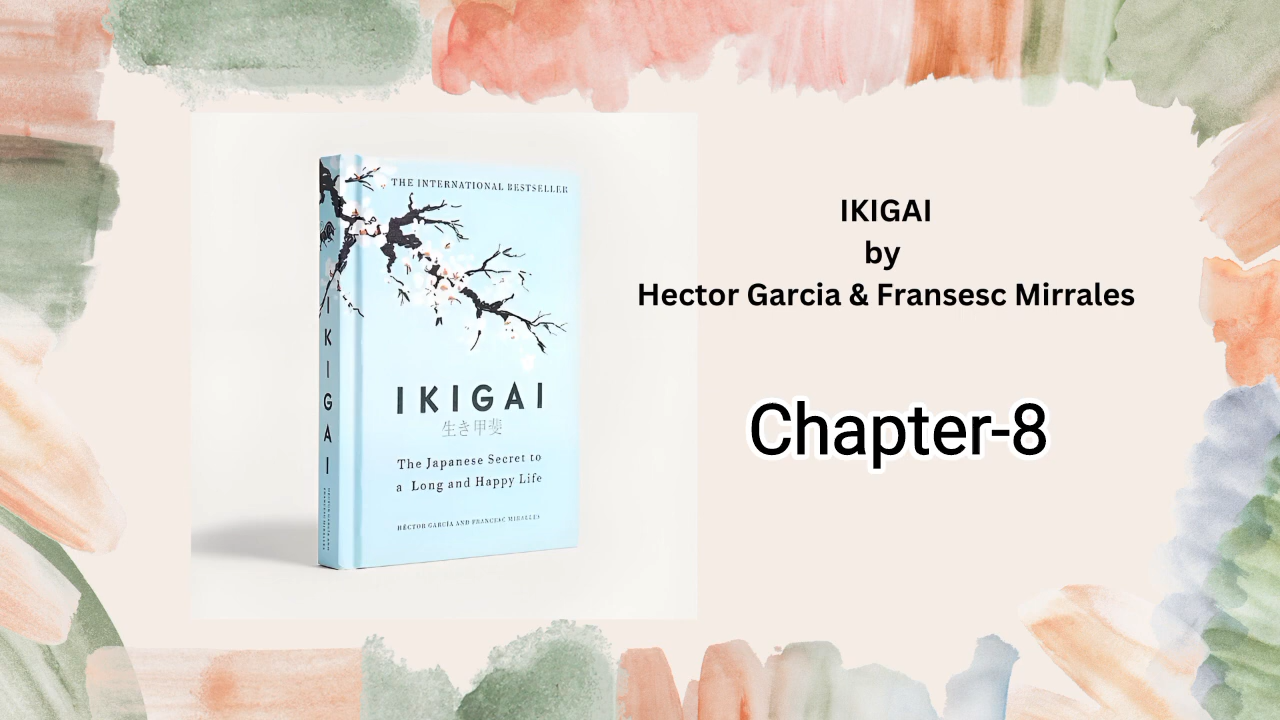 THE INTERNATIONAL BESTSELLER
IKIGAI
生き甲斐
The Japanese Secret to
a Long and Happy Life
HÉCTOR GARCÍA AND FRANCESC MIRALLES
IKIGAI
IKIGAI
by
Hector Garcia & Fransesc Mirrales
Chapter-8